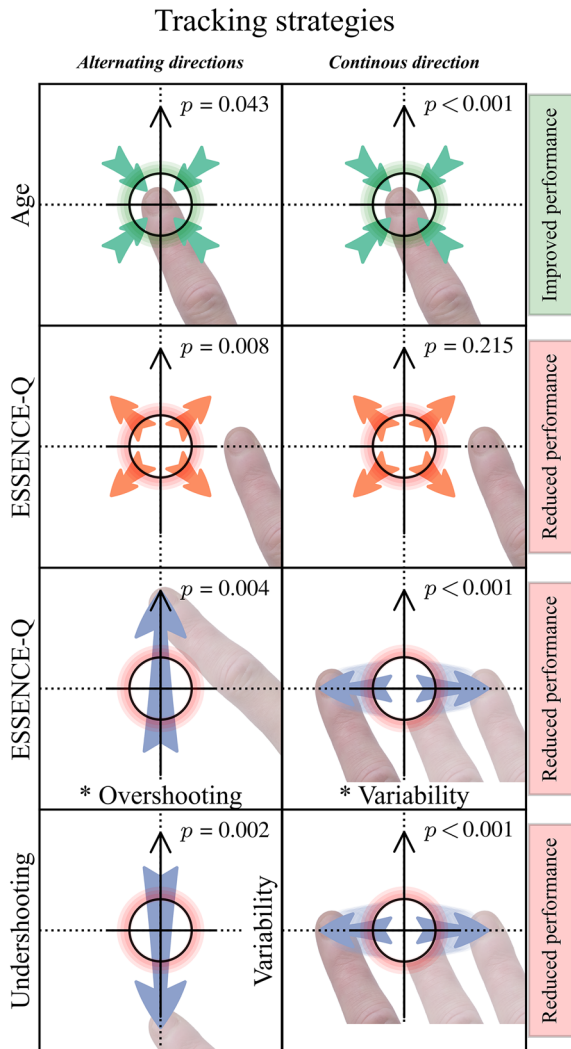 Tracking strategies
Alternating directions
Continous direction
Age
p = 0.043
p < 0.001
Improved performance
ESSENCE-Q
p = 0.008
p = 0.215
Reduced performance
ESSENCE-Q
p = 0.004
p < 0.001
Reduced performance
* Overshooting
* Variability
Undershooting
p = 0.002
Variability
p < 0.001
Reduced performance